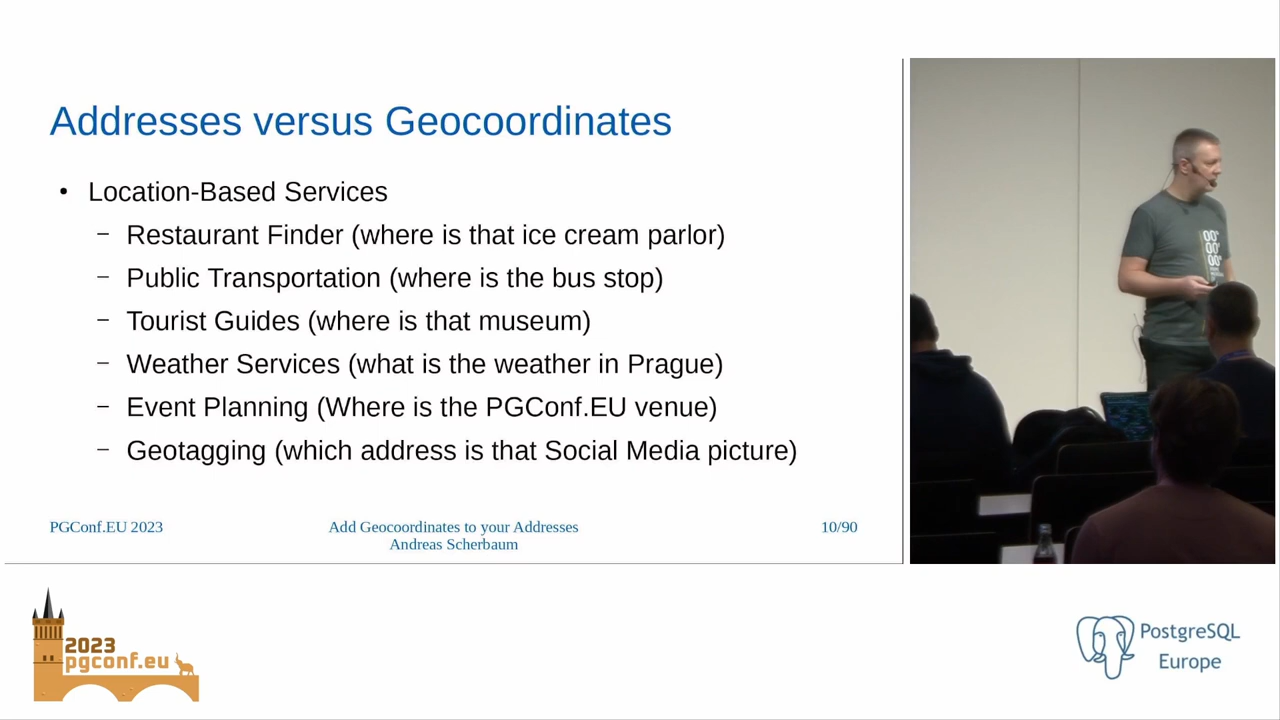 Addresses versus Geocoordinates
• Location-Based Services
– Restaurant Finder (where is that ice cream parlor)
– Public Transportation (where is the bus stop)
– Tourist Guides (where is that museum)
– Weather Services (what is the weather in Prague)
– Event Planning (Where is the PGConf.EU venue)
– Geotagging (which address is that Social Media picture)
PGConf.EU 2023
Add Geocoordinates to your Addresses
Andreas Scherbaum
10/90
00°
00'
00"
2023
pgconf.eu
PostgreSQL
Europe